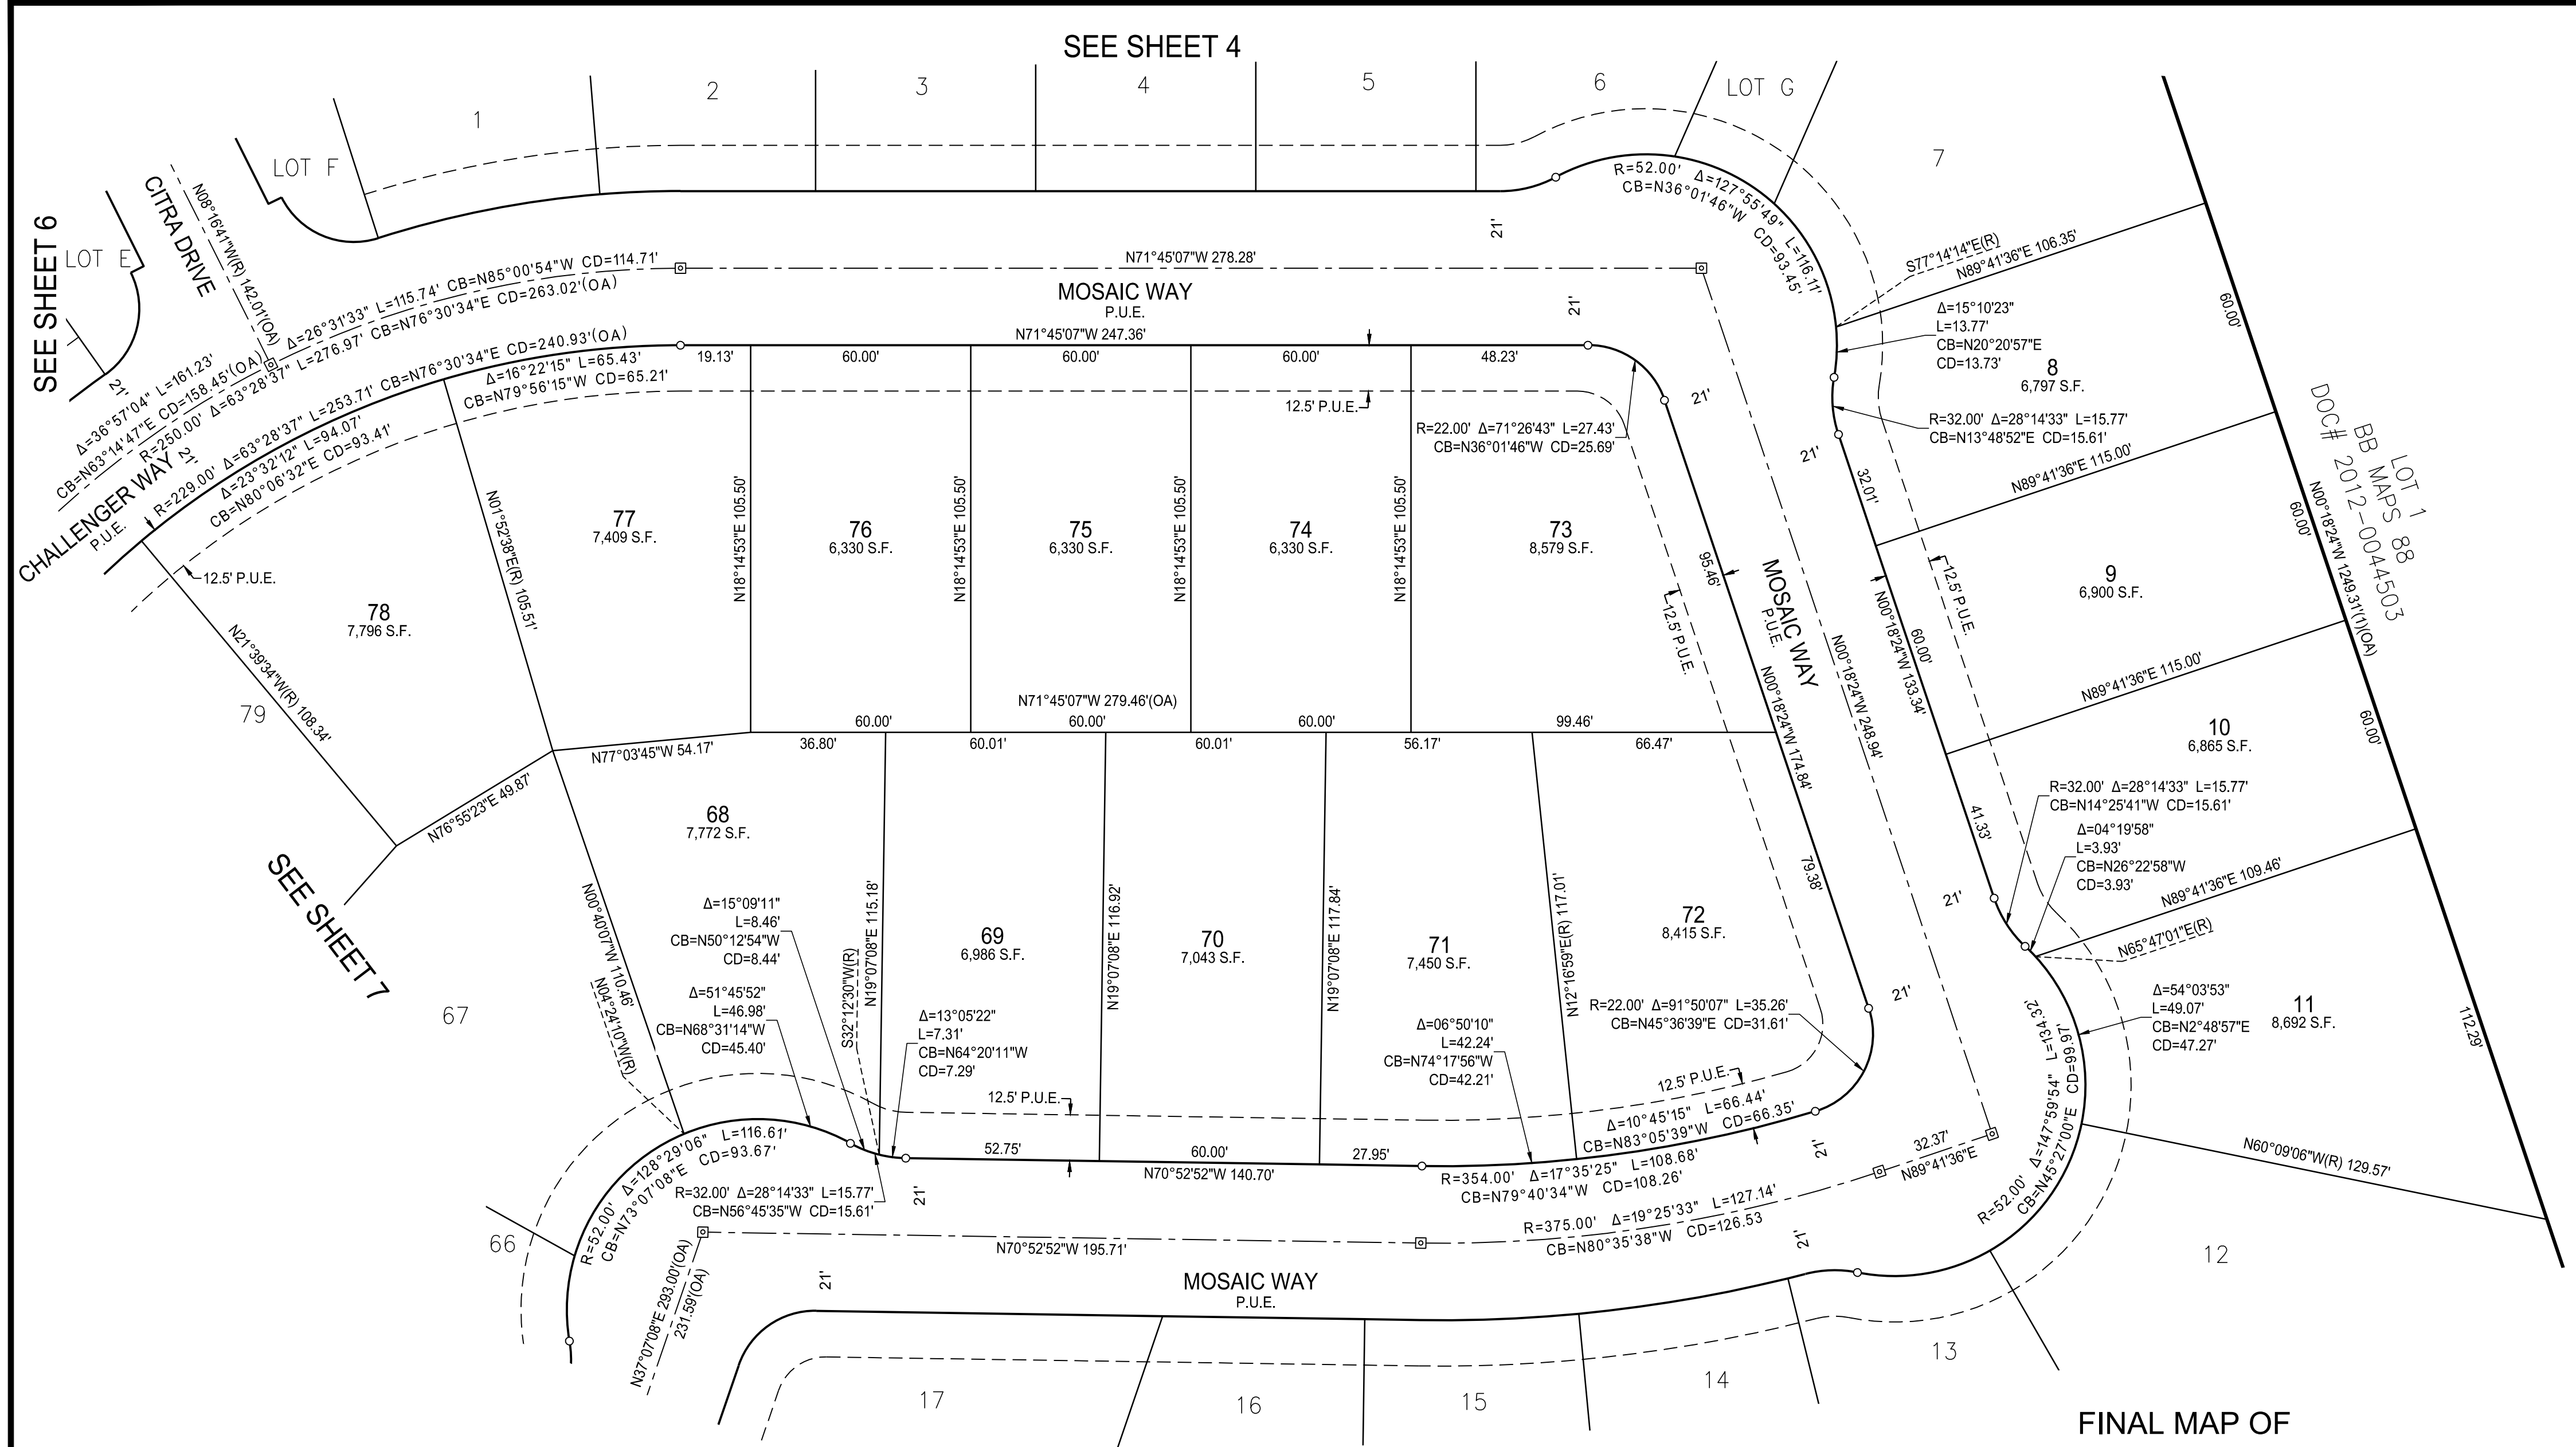 SEE SHEET 4
1
2
3
4
5
6
LOT G
7
LOT F
LOT E
SEE SHEET 6
CITRA DRIVE
N08°16'41"W(R) 142.01'(OA)
R=52.00' Δ=127°55'49" L=116.11'
CB=N36°01'46"W CD=93.45'
21'
N71°45'07"W 278.28'
MOSAIC WAY
P.U.E.
21'
N71°45'07"W 247.36'
Δ=26°31'33" L=115.74' CB=N85°00'54"W CD=114.71'
R=250.00' Δ=63°28'37" L=276.97' CB=N76°30'34"E CD=263.02'(OA)
Δ=36°57'04" L=161.23'
CB=N63°14'47"E CD=158.45'(OA)
R=229.00' Δ=63°28'37" L=253.71' CB=N76°30'34"E CD=240.93'(OA)
Δ=16°22'15" L=65.43'
CB=N79°56'15"W CD=65.21'
Δ=23°32'12" L=94.07'
CB=N80°06'32"E CD=93.41'
21'
21'
CHALLENGER WAY
P.U.E.
12.5' P.U.E.
19.13'
60.00'
60.00'
60.00'
48.23'
12.5' P.U.E.
R=22.00' Δ=71°26'43" L=27.43'
CB=N36°01'46"W CD=25.69'
21'
21'
S77°14'14"E(R)
N89°41'36"E 106.35'
Δ=15°10'23"
L=13.77'
CB=N20°20'57"E
CD=13.73'
8
6,797 S.F.
R=32.00' Δ=28°14'33" L=15.77'
CB=N13°48'52"E CD=15.61'
N89°41'36"E 115.00'
32.01'
60.00'
60.00'
N00°18'24"W 1249.31'(1)(OA)
60.00'
112.29'
LOT 1
BB MAPS 88
DOC# 2012-0044503
78
7,796 S.F.
N21°39'34"W(R) 108.34'
79
N01°52'38"E(R) 105.51'
77
7,409 S.F.
N18°14'53"E 105.50'
76
6,330 S.F.
N18°14'53"E 105.50'
75
6,330 S.F.
N18°14'53"E 105.50'
74
6,330 S.F.
N18°14'53"E 105.50'
73
8,579 S.F.
95.46'
12.5' P.U.E.
MOSAIC WAY
P.U.E.
N00°18'24"W 174.84'
N00°18'24"W 248.94'
N00°18'24"W 133.34'
60.00'
12.5' P.U.E.
9
6,900 S.F.
N89°41'36"E 115.00'
10
6,865 S.F.
41.33'
R=32.00' Δ=28°14'33" L=15.77'
CB=N14°25'41"W CD=15.61'
Δ=04°19'58"
L=3.93'
CB=N26°22'58"W
CD=3.93'
N89°41'36"E 109.46'
N65°47'01"E(R)
N71°45'07"W 279.46'(OA)
60.00'
60.00'
60.00'
99.46'
N77°03'45"W 54.17'
36.80'
60.01'
60.01'
56.17'
66.47'
N76°55'23"E 49.87'
SEE SHEET 7
67
N00°40'07"W 110.46'
N04°24'10"W(R)
68
7,772 S.F.
Δ=15°09'11"
L=8.46'
CB=N50°12'54"W
CD=8.44'
Δ=51°45'52"
L=46.98'
CB=N68°31'14"W
CD=45.40'
S32°12'30"W(R)
N19°07'08"E 115.18'
69
6,986 S.F.
Δ=13°05'22"
L=7.31'
CB=N64°20'11"W
CD=7.29'
12.5' P.U.E.
N19°07'08"E 116.92'
70
7,043 S.F.
N19°07'08"E 117.84'
71
7,450 S.F.
Δ=06°50'10"
L=42.24'
CB=N74°17'56"W
CD=42.21'
N12°16'59"E(R) 117.01'
72
8,415 S.F.
79.38'
R=22.00' Δ=91°50'07" L=35.26'
CB=N45°36'39"E CD=31.61'
12.5' P.U.E.
Δ=10°45'15" L=66.44'
CB=N83°05'39"W CD=66.35'
21'
21'
Δ=54°03'53"
L=49.07'
CB=N2°48'57"E
CD=47.27'
11
8,692 S.F.
R=52.00' Δ=147°59'54" L=134.32'
CB=N45°27'00"E CD=99.97'
N60°09'06"W(R) 129.57'
32.37'
N89°41'36"E
21'
52.75'
60.00'
27.95'
N70°52'52"W 140.70'
R=354.00' Δ=17°35'25" L=108.68'
CB=N79°40'34"W CD=108.26'
R=375.00' Δ=19°25'33" L=127.14'
CB=N80°35'38"W CD=126.53
21'
R=52.00' Δ=128°29'06" L=116.61'
CB=N73°07'08"E CD=93.67'
R=32.00' Δ=28°14'33" L=15.77'
CB=N56°45'35"W CD=15.61'
21'
66
N37°07'08"E 293.00'(OA)
231.59'(OA)
N70°52'52"W 195.71'
21'
MOSAIC WAY
P.U.E.
12
13
14
15
16
17
FINAL MAP OF